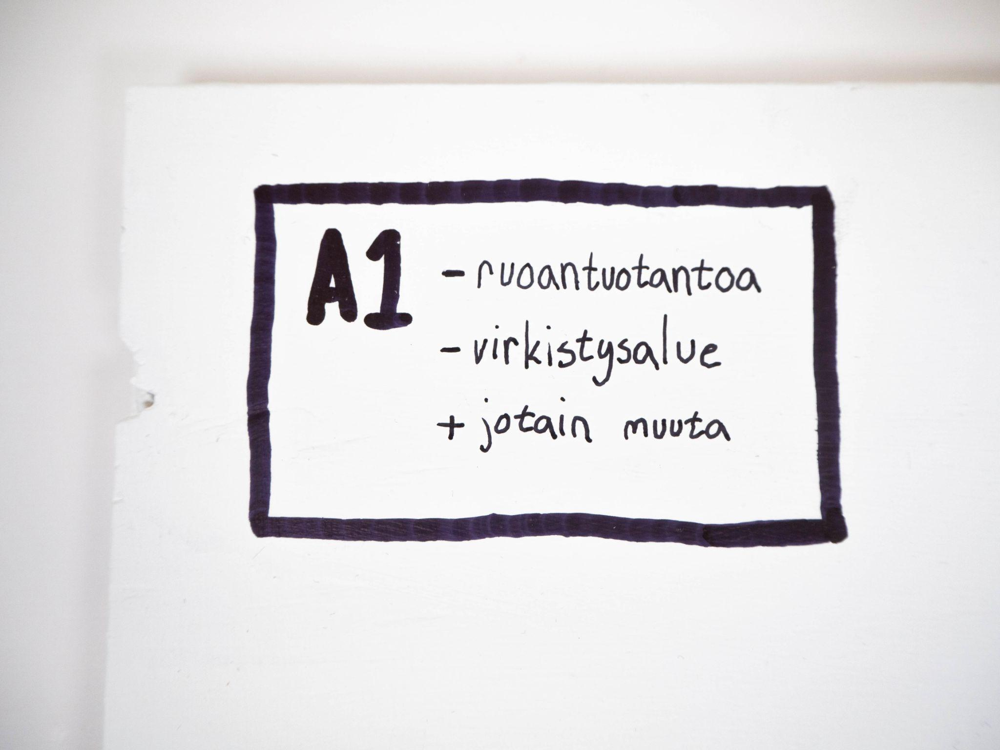 A1
- ruoantuotantoa
- virkistysalue
+ jotain muuta